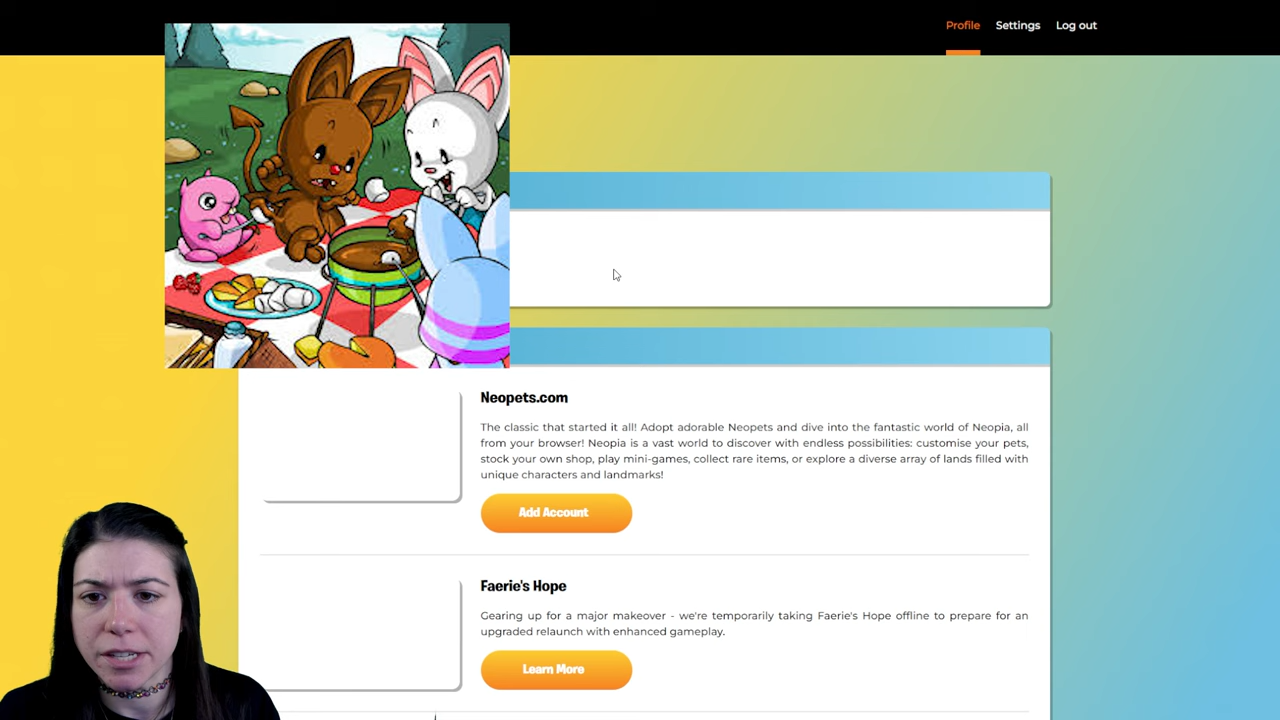 Profile Settings Log out
Neopets.com
The classic that started it all! Adopt adorable Neopets and dive into the fantastic world of Neopia, all
from your browser! Neopia is a vast world to discover with endless possibilities: customise your pets,
stock your own shop, play mini-games, collect rare items, or explore a diverse array of lands filled with
unique characters and landmarks!
Add Account
Faerie's Hope
Gearing up for a major makeover - we're temporarily taking Faerie's Hope offline to prepare for an
upgraded relaunch with enhanced gameplay.
Learn More